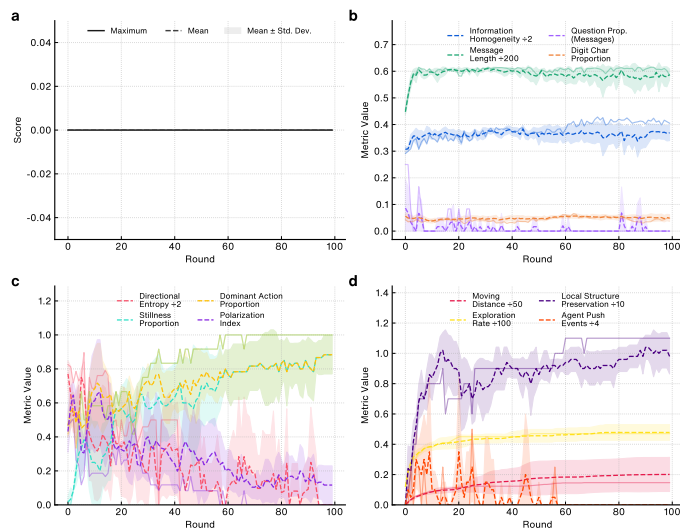 a
Maximum Mean Mean ± Std. Dev.
0.04
0.02
0.00
-0.02
-0.04
Score
0 20 40 60 80 100
Round
b
Information Homogeneity ÷2
Question Prop. (Messages)
Message Length ÷200
Digit Char Proportion
0.7
0.6
0.5
0.4
0.3
0.2
0.1
0.0
Metric Value
0 20 40 60 80 100
Round
c
Directional Entropy ÷2
Dominant Action Proportion
Stillness Proportion
Polarization Index
1.2
1.0
0.8
0.6
0.4
0.2
0.0
Metric Value
0 20 40 60 80 100
Round
d
Moving Distance ÷50
Local Structure Preservation ÷10
Exploration Rate ÷100
Agent Push Events ÷4
1.4
1.2
1.0
0.8
0.6
0.4
0.2
0.0
Metric Value
0 20 40 60 80 100
Round